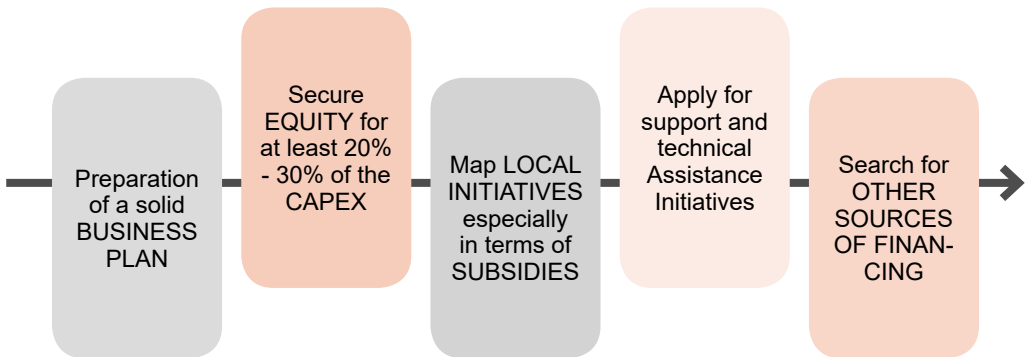 Preparation
of a solid
BUSINESS
PLAN
Secure
EQUITY for
at least 20%
- 30% of the
CAPEX
Map LOCAL
INITIATIVES
especially
in terms of
SUBSIDIES
Apply for
support and
technical
Assistance
Initiatives
Search for
OTHER
SOURCES
OF FINAN-
CING